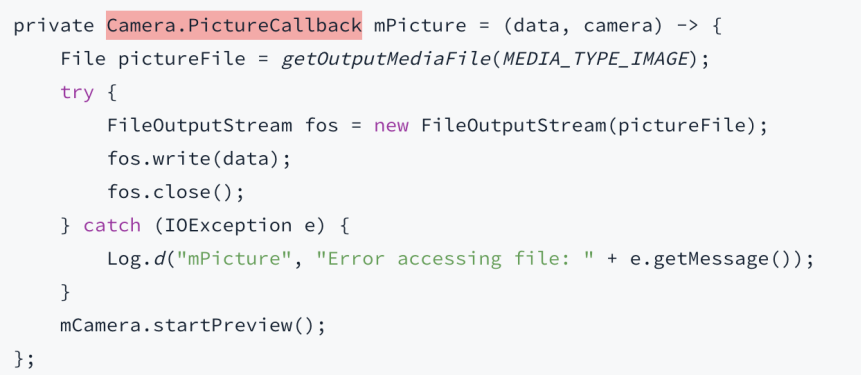 private Camera.PictureCallback mPicture = (data, camera) -> {
    File pictureFile = getOutputMediaFile(MEDIA_TYPE_IMAGE);
    try {
        FileOutputStream fos = new FileOutputStream(pictureFile);
        fos.write(data);
        fos.close();
    } catch (IOException e) {
        Log.d("mPicture", "Error accessing file: " + e.getMessage());
    }
    mCamera.startPreview();
};